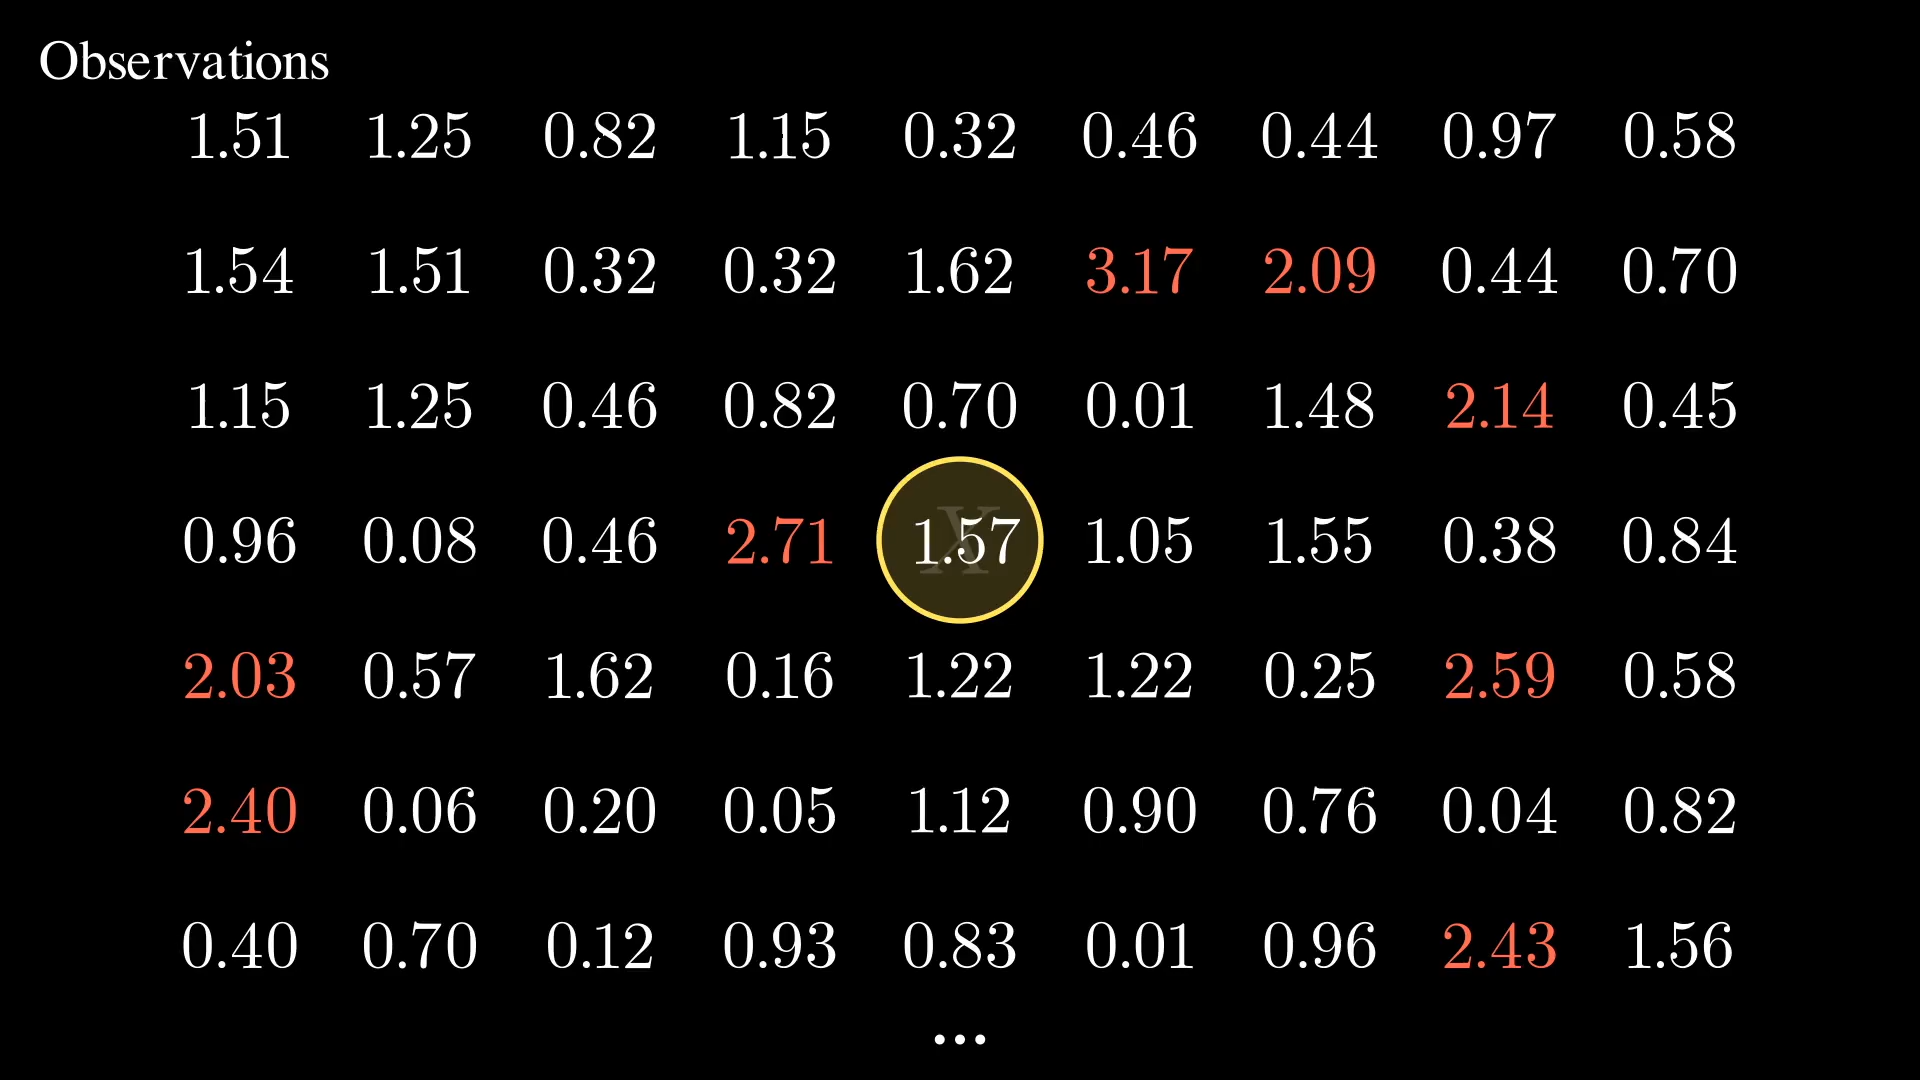 Observations
1.51 1.25 0.82 1.15 0.32 0.46 0.44 0.97 0.58
1.54 1.51 0.32 0.32 1.62 3.17 2.09 0.44 0.70
1.15 1.25 0.46 0.82 0.70 0.01 1.48 2.14 0.45
0.96 0.08 0.46 2.71 1.57 1.05 1.55 0.38 0.84
X
2.03 0.57 1.62 0.16 1.22 1.22 0.25 2.59 0.58
2.40 0.06 0.20 0.05 1.12 0.90 0.76 0.04 0.82
0.40 0.70 0.12 0.93 0.83 0.01 0.96 2.43 1.56
...